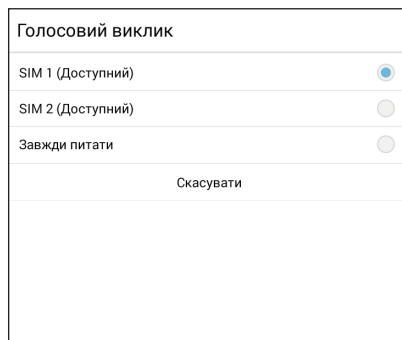 Голосовий виклик
SIM 1 (Доступний)
SIM 2 (Доступний)
Завжди питати
Скасувати